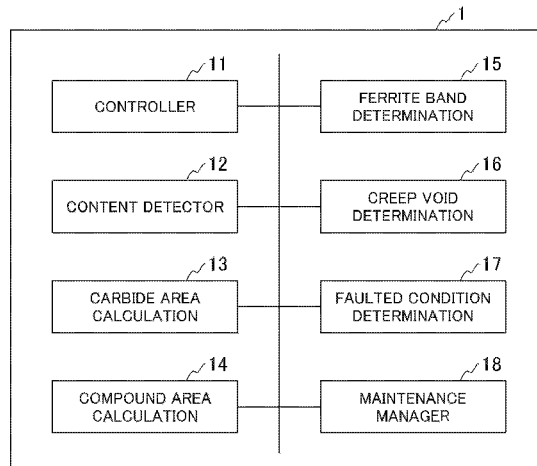 1
11
CONTROLLER
15
FERRITE BAND
DETERMINATION
12
CONTENT DETECTOR
16
CREEP VOID
DETERMINATION
13
CARBIDE AREA
CALCULATION
17
FAULTED CONDITION
DETERMINATION
14
COMPOUND AREA
CALCULATION
18
MAINTENANCE
MANAGER